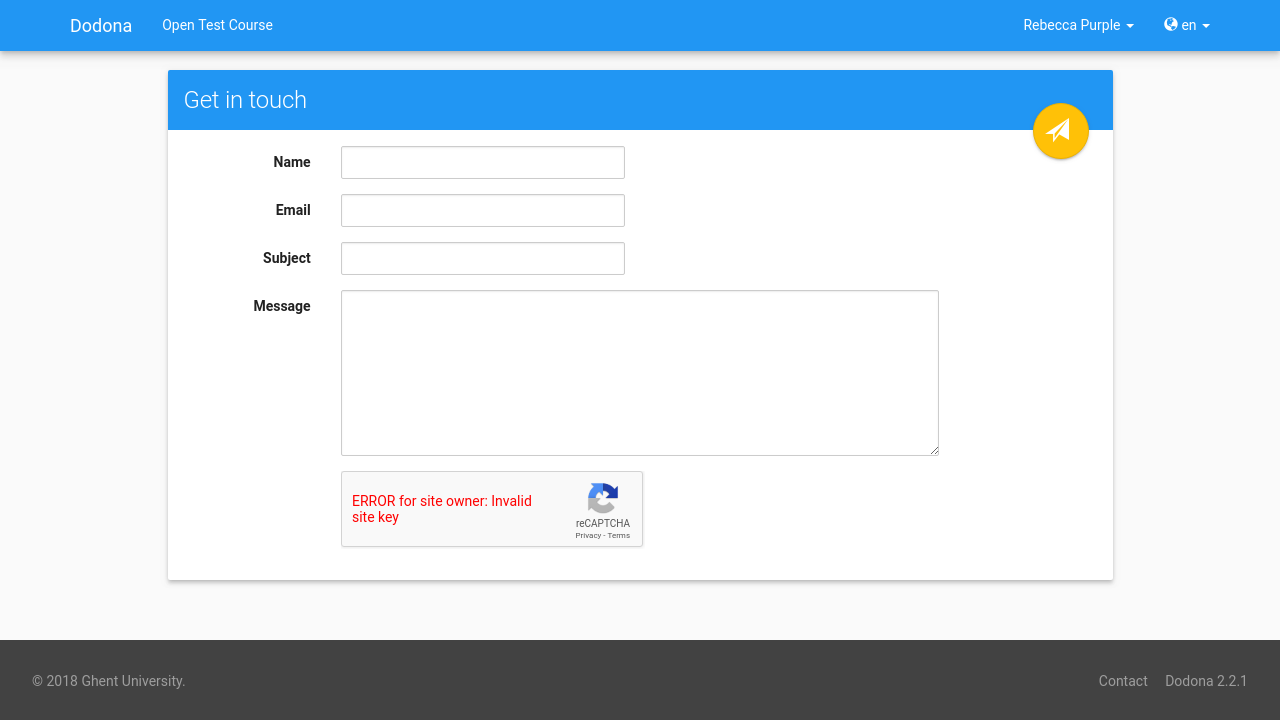 Dodona
Open Test Course
Rebecca Purple
en
Get in touch
Name
Email
Subject
Message
ERROR for site owner: Invalid
site key
reCAPTCHA
Privacy - Terms
© 2018 Ghent University.
Contact
Dodona 2.2.1